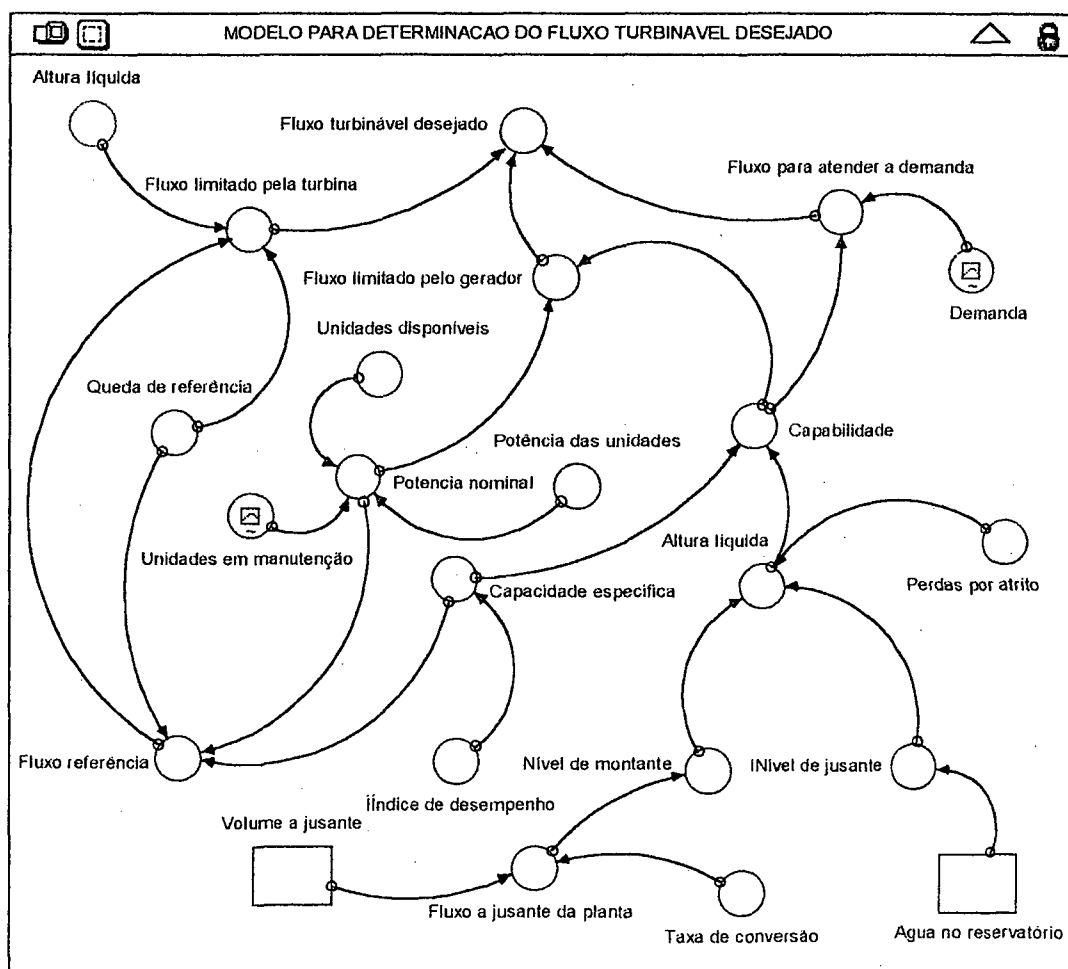 MODELO PARA DETERMINACAO DO FLUXO TURBINAVEL DESEJADO
Altura líquida
Fluxo turbinável desejado
Fluxo para atender a demanda
Fluxo limitado pela turbina
Fluxo limitado pelo gerador
Demanda
Unidades disponíveis
Queda de referência
Capabilidade
Potência das unidades
Potencia nominal
Altura liquida
Unidades em manutenção
Perdas por atrito
Capacidade especifica
Fluxo referência
Nível de montante
INível de jusante
ÍÍndice de desempenho
Volume a jusante
Fluxo a jusante da planta
Taxa de conversão
Agua no reservatório